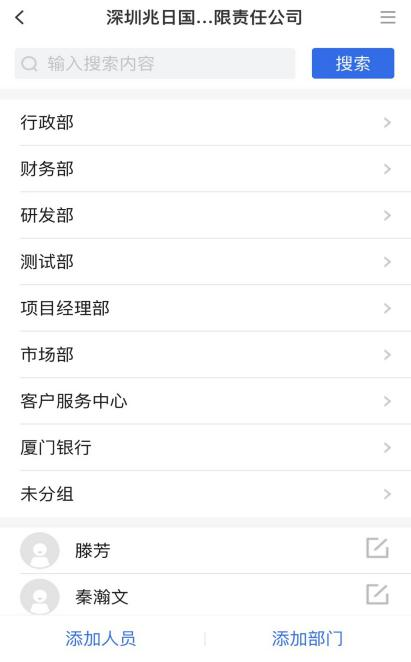 深圳兆日国...限责任公司
输入搜索内容
搜索
行政部
财务部
研发部
测试部
项目经理部
市场部
客户服务中心
厦门银行
未分组
滕芳
秦瀚文
添加人员
添加部门